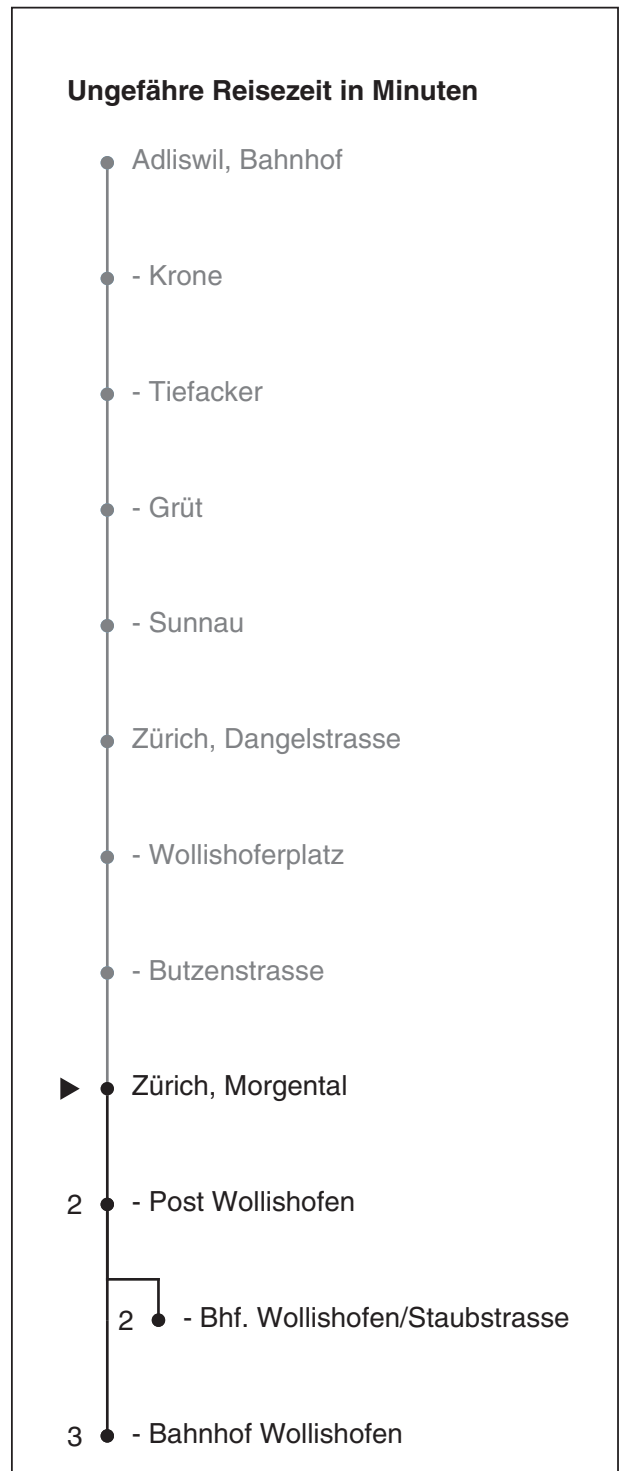 Ungefähre Reisezeit in Minuten
Adliswil, Bahnhof
- Krone
- Tiefacker
- Grüt
- Sunnau
Zürich, Dangelstrasse
- Wollishoferplatz
- Butzenstrasse
Zürich, Morgental
2 - Post Wollishofen
2 - Bhf. Wollishofen/Staubstrasse
3 - Bahnhof Wollishofen